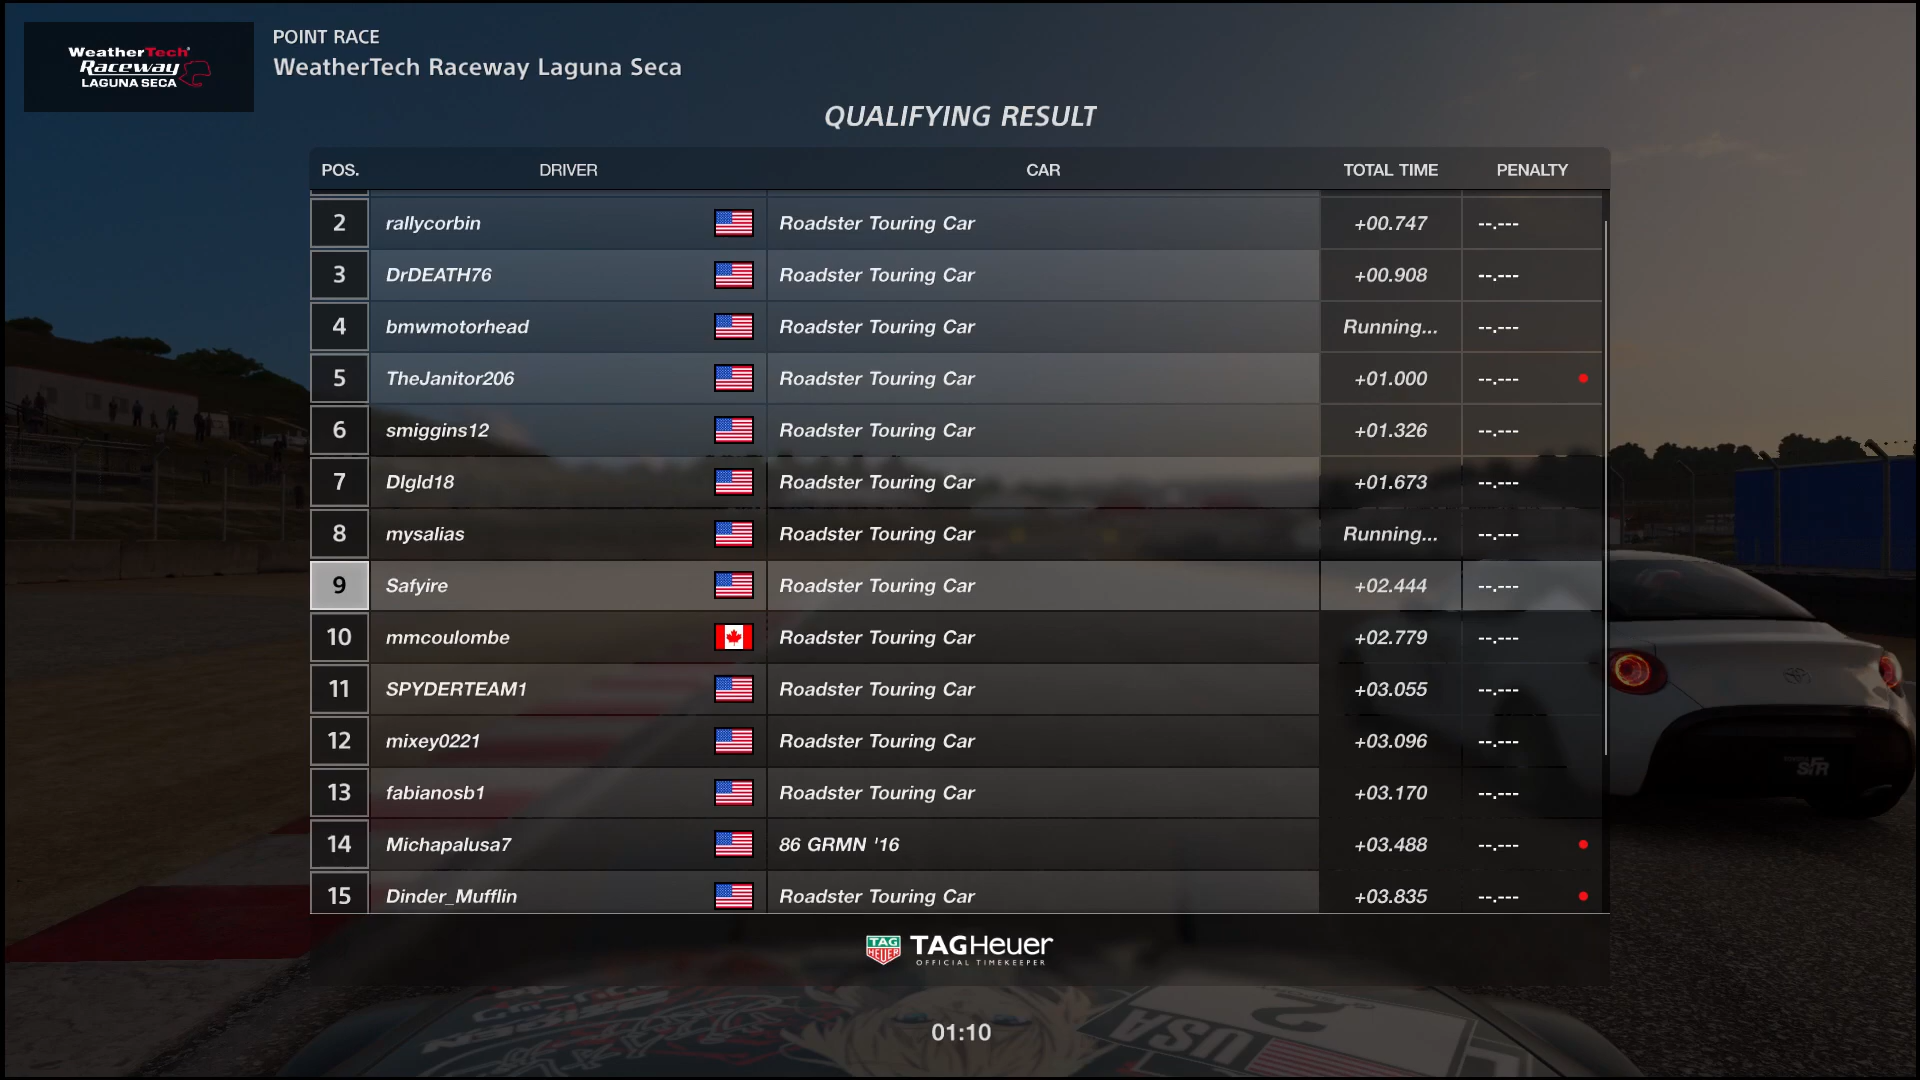 WeatherTech
Raceway
LAGUNA SECA
POINT RACE
WeatherTech Raceway Laguna Seca
QUALIFYING RESULT
POS. DRIVER CAR TOTAL TIME PENALTY
2 rallycorbin Roadster Touring Car +00.747 --.---
3 DrDEATH76 Roadster Touring Car +00.908 --.---
4 bmwmotorhead Roadster Touring Car Running... --.---
5 TheJanitor206 Roadster Touring Car +01.000 --.---
6 smiggins12 Roadster Touring Car +01.326 --.---
7 Dlgld18 Roadster Touring Car +01.673 --.---
8 mysalias Roadster Touring Car Running... --.---
9 Safyire Roadster Touring Car +02.444 --.---
10 mmcoulombe Roadster Touring Car +02.779 --.---
11 SPYDERTEAM1 Roadster Touring Car +03.055 --.---
12 mixey0221 Roadster Touring Car +03.096 --.---
13 fabianosb1 Roadster Touring Car +03.170 --.---
14 Michapalusa7 86 GRMN '16 +03.488 --.---
15 Dinder_Mufflin Roadster Touring Car +03.835 --.---
TAG HEUER TAGHeuer
OFFICIAL TIMEKEEPER
01:10
2
USA
SFR